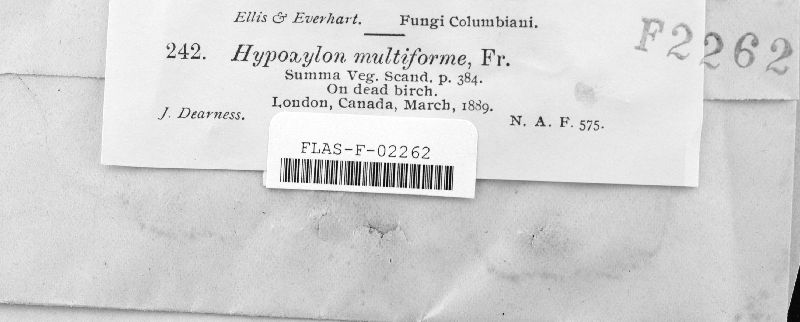 Ellis & Everhart. Fungi Columbiani.
F2262
242. Hypoxylon multiforme, Fr.
Summa Veg. Scand. p. 384.
On dead birch.
London, Canada, March, 1889.
J. Dearness.
N. A. F. 575.
FLAS-F-02262